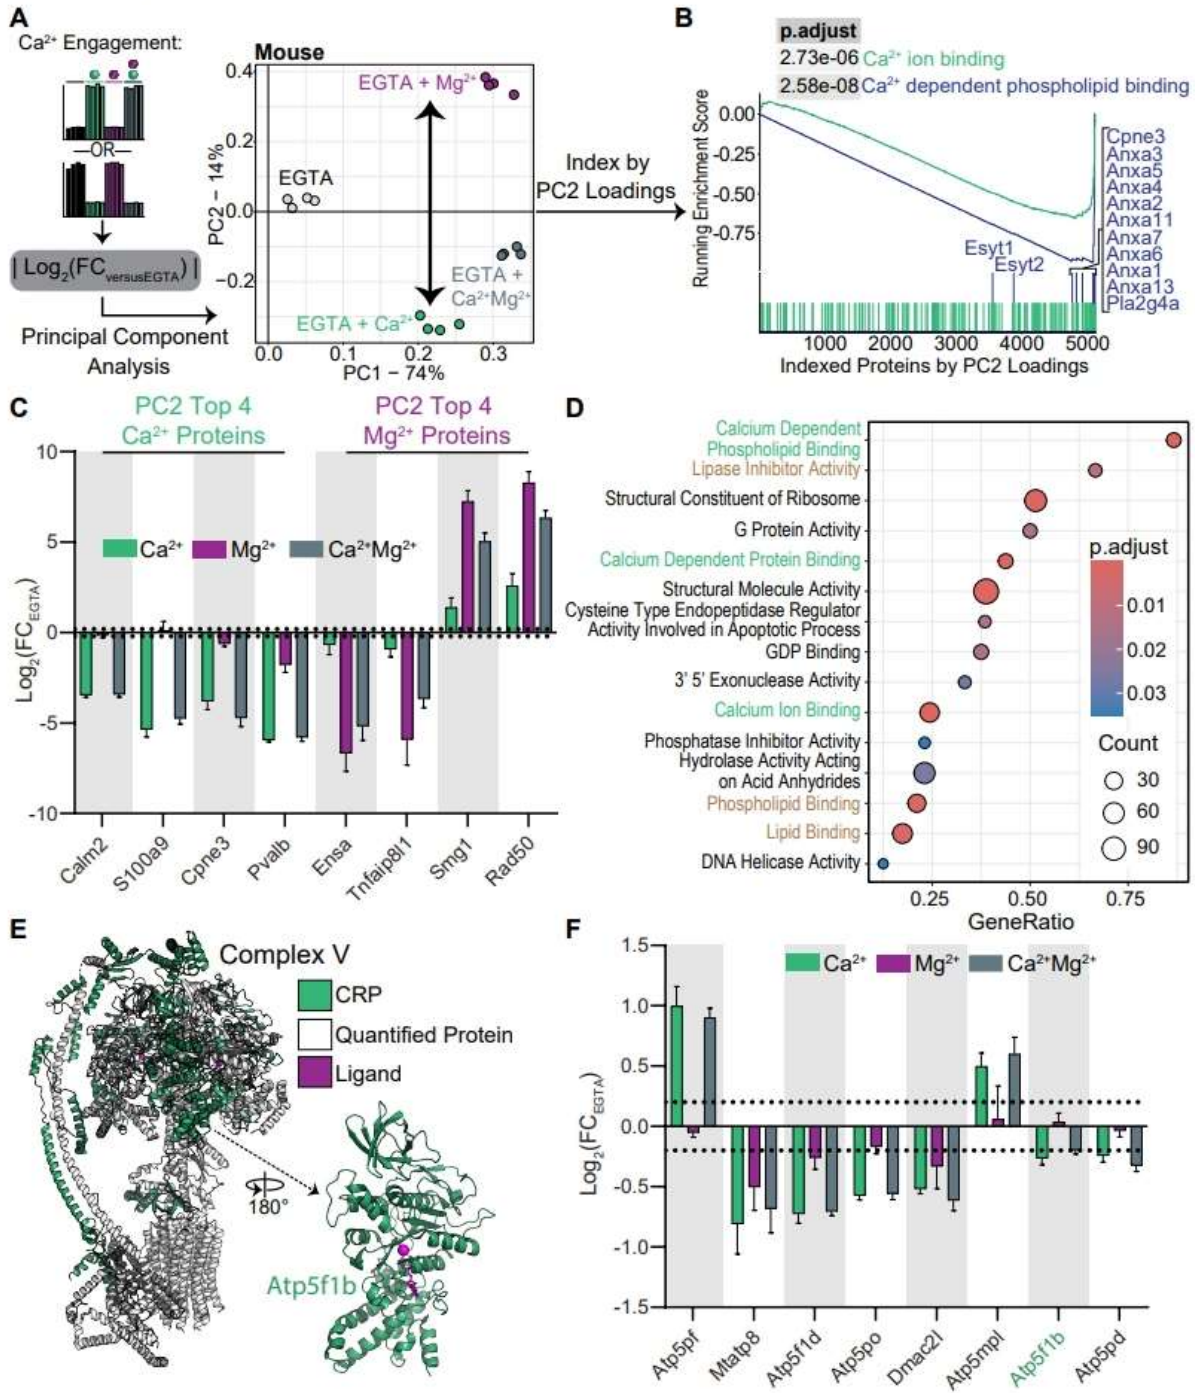 A
Ca²⁺ Engagement:
OR
| Log₂(FCversusEGTA) |
Principal Component
Analysis
Mouse
0.4
0.2
0.0
−0.2
PC2 − 14%
EGTA + Mg²⁺
EGTA
EGTA +
Ca²⁺Mg²⁺
EGTA + Ca²⁺
0.0
0.1
0.2
0.3
PC1 − 74%
Index by
PC2 Loadings
B
p.adjust
2.73e-06 Ca²⁺ ion binding
2.58e-08 Ca²⁺ dependent phospholipid binding
Running Enrichment Score
0.00
-0.25
-0.50
-0.75
Esyt1
Esyt2
Cpne3
Anxa3
Anxa5
Anxa4
Anxa2
Anxa11
Anxa7
Anxa6
Anxa1
Anxa13
Pla2g4a
1000 2000 3000 4000 5000
Indexed Proteins by PC2 Loadings
C
PC2 Top 4
Ca²⁺ Proteins
PC2 Top 4
Mg²⁺ Proteins
10
5
0
-5
-10
Log₂(FCEGTA)
Ca²⁺ Mg²⁺ Ca²⁺Mg²⁺
Calm2
S100a9
Cpne3
Pvalb
Ensa
Tnfaip8l1
Smg1
Rad50
D
Calcium Dependent
Phospholipid Binding
Lipase Inhibitor Activity
Structural Constituent of Ribosome
G Protein Activity
Calcium Dependent Protein Binding
Structural Molecule Activity
Cysteine Type Endopeptidase Regulator
Activity Involved in Apoptotic Process
GDP Binding
3' 5' Exonuclease Activity
Calcium Ion Binding
Phosphatase Inhibitor Activity
Hydrolase Activity Acting
on Acid Anhydrides
Phospholipid Binding
Lipid Binding
DNA Helicase Activity
p.adjust
0.01
0.02
0.03
Count
30
60
90
0.25 0.50 0.75
GeneRatio
E
Complex V
CRP
Quantified Protein
Ligand
180°
Atp5f1b
F
1.5
1.0
0.5
0.0
-0.5
-1.0
-1.5
Log₂(FCEGTA)
Ca²⁺ Mg²⁺ Ca²⁺Mg²⁺
Atp5pf
Mtatp8
Atp5f1d
Atp5po
Dmac2l
Atp5mpl
Atp5f1b
Atp5pd